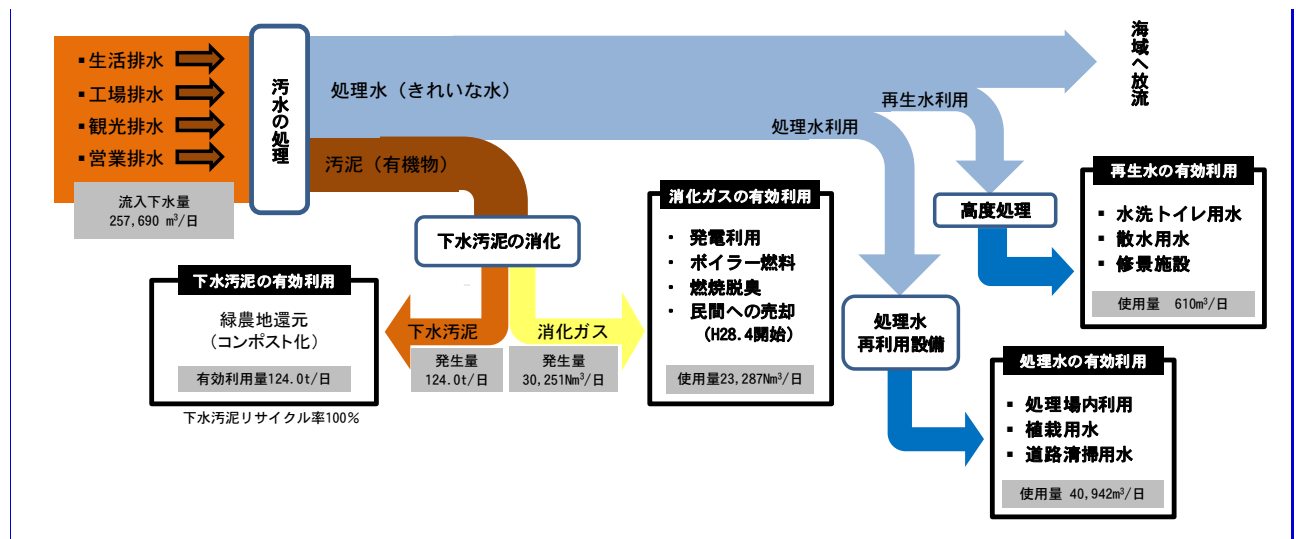 ▪生活排水
▪工場排水
▪観光排水
▪営業排水
流入下水量
257,690 m³/日
汚水の処理
処理水（きれいな水）
汚泥（有機物）
海域へ放流
再生水利用
処理水利用
下水汚泥の消化
下水汚泥の有効利用
緑農地還元
（コンポスト化）
有効利用量124.0t/日
下水汚泥リサイクル率100%
下水汚泥
発生量
124.0t/日
消化ガス
発生量
30,251Nm³/日
消化ガスの有効利用
・ 発電利用
・ ボイラー燃料
・ 燃焼脱臭
・ 民間への売却
（H28.4開始）
使用量23,287Nm³/日
高度処理
再生水の有効利用
▪ 水洗トイレ用水
▪ 散水用水
▪ 修景施設
使用量 610m³/日
処理水
再利用設備
処理水の有効利用
▪ 処理場内利用
▪ 植栽用水
▪ 道路清掃用水
使用量 40,942m³/日